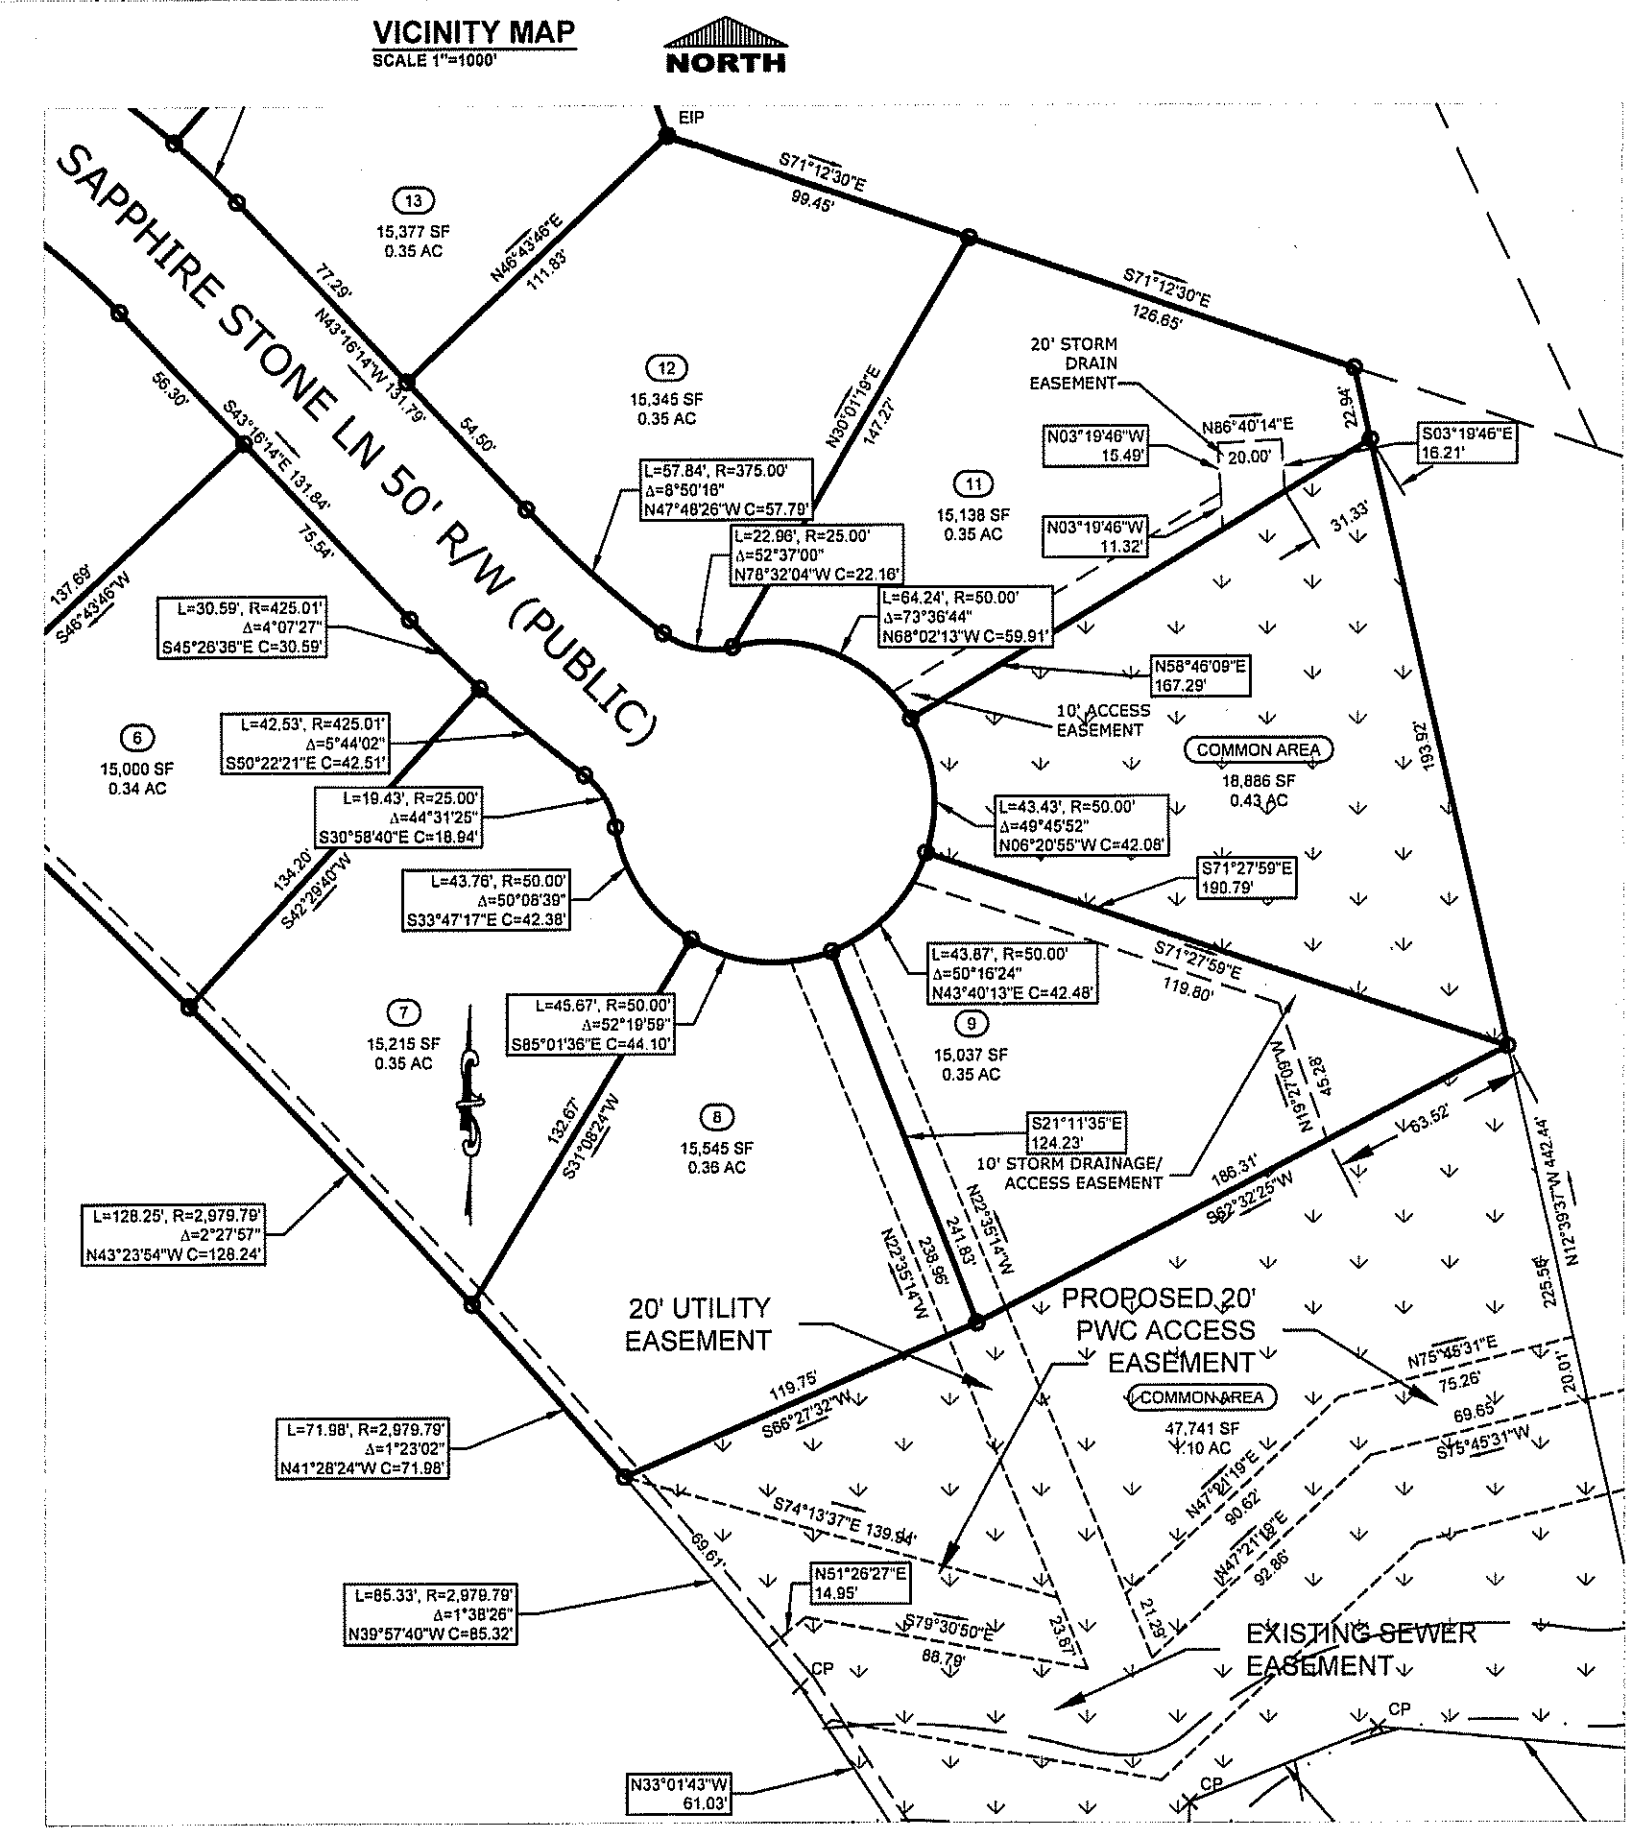 VICINITY MAP
SCALE 1"=1000'
NORTH
EIP
S71°12'30"E
99.45'
13
15,377 SF
0.35 AC
N46°43'46"E
111.83'
SAPPHIRE STONE LN 50' R/W (PUBLIC)
77.29'
N43°16'14"W 131.79'
54.50'
S71°12'30"E
126.65'
12
15,345 SF
0.35 AC
N30°01'19"E
147.27'
20' STORM
DRAIN
EASEMENT
22.94'
N86°40'14"E
20.00'
N03°19'46"W
15.49'
S03°19'46"E
16.21'
56.30'
S43°16'14"E 131.84'
75.54'
L=57.84', R=375.00'
Δ=8°50'16"
N47°48'26"W C=57.79'
11
15,138 SF
0.35 AC
31.33'
N03°19'46"W
11.32'
L=22.96', R=25.00'
Δ=52°37'00"
N78°32'04"W C=22.16'
137.69'
S46°43'46"W
L=30.59', R=425.01'
Δ=4°07'27"
S45°26'36"E C=30.59'
L=64.24', R=50.00'
Δ=73°36'44"
N68°02'13"W C=59.91'
N58°46'09"E
167.29'
10' ACCESS
EASEMENT
6
15,000 SF
0.34 AC
L=42.53', R=425.01'
Δ=5°44'02"
S50°22'21"E C=42.51'
COMMON AREA
18,886 SF
0.43 AC
193.92'
L=19.43', R=25.00'
Δ=44°31'25"
S30°58'40"E C=18.94'
L=43.43', R=50.00'
Δ=49°45'52"
N06°20'55"W C=42.08'
134.20'
S42°29'40"W
L=43.76', R=50.00'
Δ=50°08'39"
S33°47'17"E C=42.38'
S71°27'59"E
190.79'
L=43.87', R=50.00'
Δ=50°16'24"
N43°40'13"E C=42.48'
S71°27'59"E
119.80'
7
15,215 SF
0.35 AC
L=45.67', R=50.00'
Δ=52°19'59"
S85°01'36"E C=44.10'
9
15,037 SF
0.35 AC
N19°27'09"W
45.28'
63.52'
132.67'
S31°08'24"W
8
15,545 SF
0.36 AC
S21°11'35"E
124.23'
10' STORM DRAINAGE/
ACCESS EASEMENT
186.31'
S62°32'25"W
N12°39'37"W 442.44'
L=128.25', R=2,979.79'
Δ=2°27'57"
N43°23'54"W C=128.24'
N22°35'14"W
238.96'
241.83'
N22°35'14"W
225.56'
20' UTILITY
EASEMENT
PROPOSED 20'
PWC ACCESS
EASEMENT
N75°45'31"E
75.26'
20.01'
119.75'
S66°27'32"W
COMMON AREA
47,741 SF
1.10 AC
69.65'
S75°45'31"W
L=71.98', R=2,979.79'
Δ=1°23'02"
N41°28'24"W C=71.98'
N47°21'19"E
90.62'
N47°21'19"E
92.86'
S74°13'37"E 139.94'
69.61'
N51°26'27"E
14.95'
L=85.33', R=2,979.79'
Δ=1°38'26"
N39°57'40"W C=85.32'
S79°30'50"E
88.79'
23.87'
21.29'
EXISTING SEWER
EASEMENT
CP
CP
CP
N33°01'43"W
61.03'